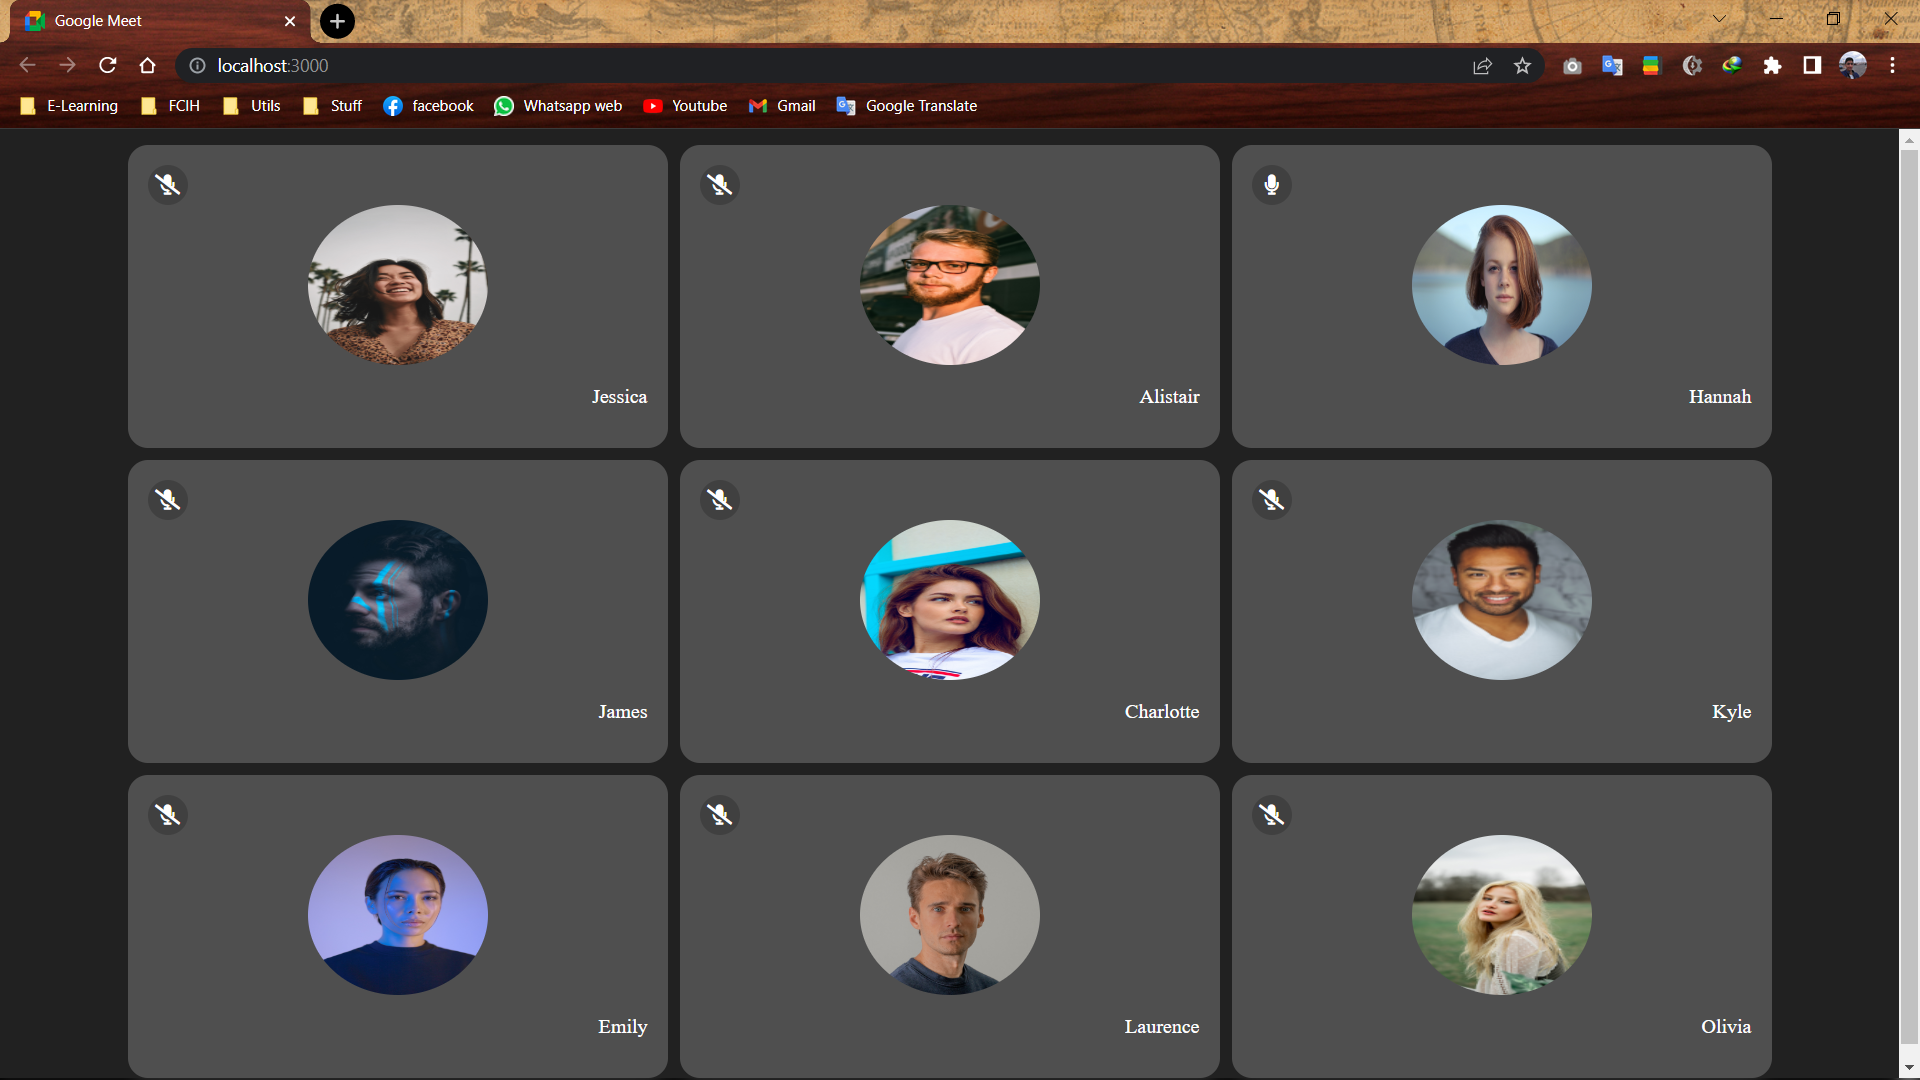 Google Meet
localhost:3000
E-Learning FCIH Utils Stuff facebook Whatsapp web Youtube Gmail Google Translate
Jessica Alistair Hannah
James Charlotte Kyle
Emily Laurence Olivia